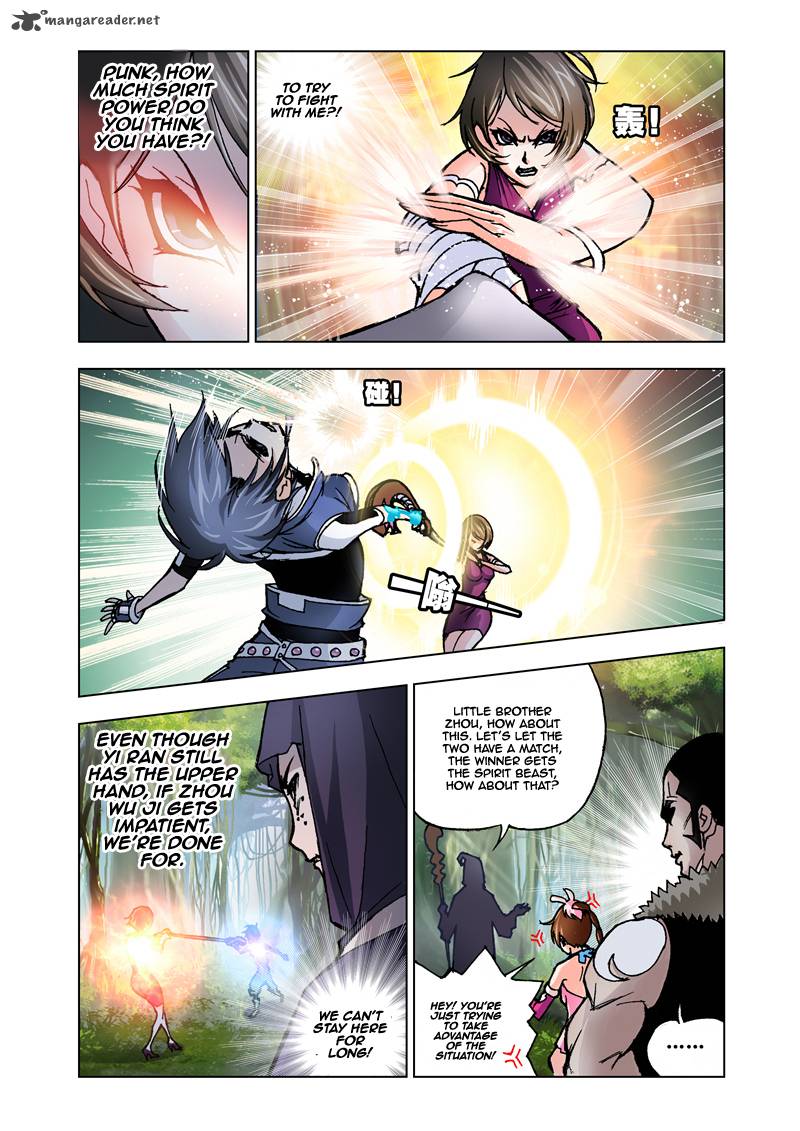 mangareader.net
PUNK, HOW
MUCH SPIRIT
POWER DO
YOU THINK
YOU HAVE?!
TO TRY
TO FIGHT
WITH ME?!
轰!
碰!
嗡
EVEN THOUGH
YI RAN STILL
HAS THE UPPER
HAND, IF ZHOU
WU JI GETS
IMPATIENT,
WE'RE DONE
FOR.
WE CAN'T
STAY HERE
FOR
LONG!
LITTLE BROTHER
ZHOU, HOW ABOUT
THIS. LET'S LET THE
TWO HAVE A MATCH,
THE WINNER GETS
THE SPIRIT BEAST,
HOW ABOUT THAT?
HEY! YOU'RE
JUST TRYING
TO TAKE
ADVANTAGE
OF THE
SITUATION!
......